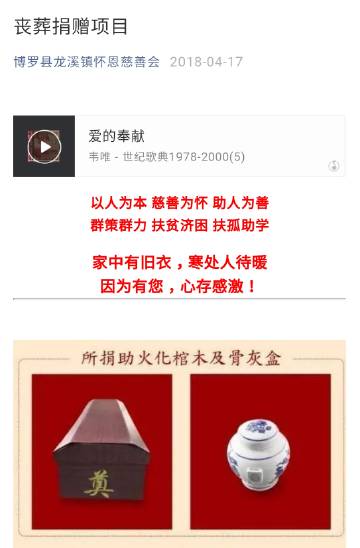 丧葬捐赠项目
博罗县龙溪镇怀恩慈善会 2018-04-17
爱的奉献
韦唯 - 世纪歌典1978-2000(5)
以人为本 慈善为怀 助人为善
群策群力 扶贫济困 扶孤助学
家中有旧衣，寒处人待暖
因为有您，心存感激！
所捐助火化棺木及骨灰盒
奠